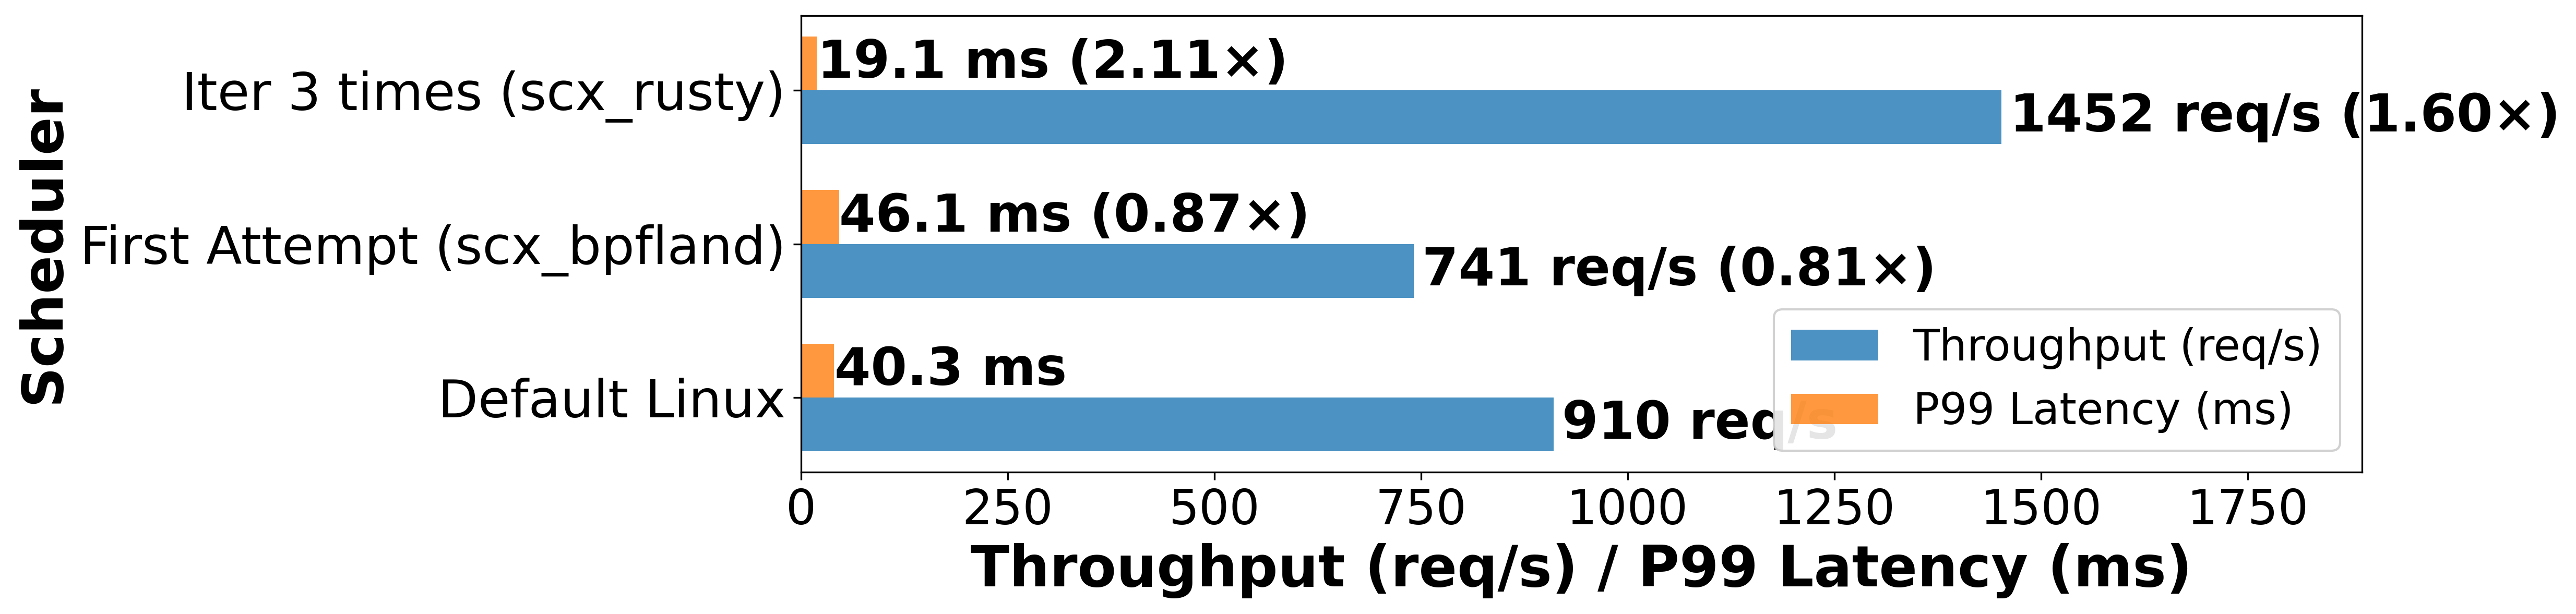 Scheduler
Iter 3 times (scx_rusty)
19.1 ms (2.11×)
1452 req/s (1.60×)
First Attempt (scx_bpfland)
46.1 ms (0.87×)
741 req/s (0.81×)
Default Linux
40.3 ms
910 req/s
Throughput (req/s)
P99 Latency (ms)
0 250 500 750 1000 1250 1500 1750
Throughput (req/s) / P99 Latency (ms)